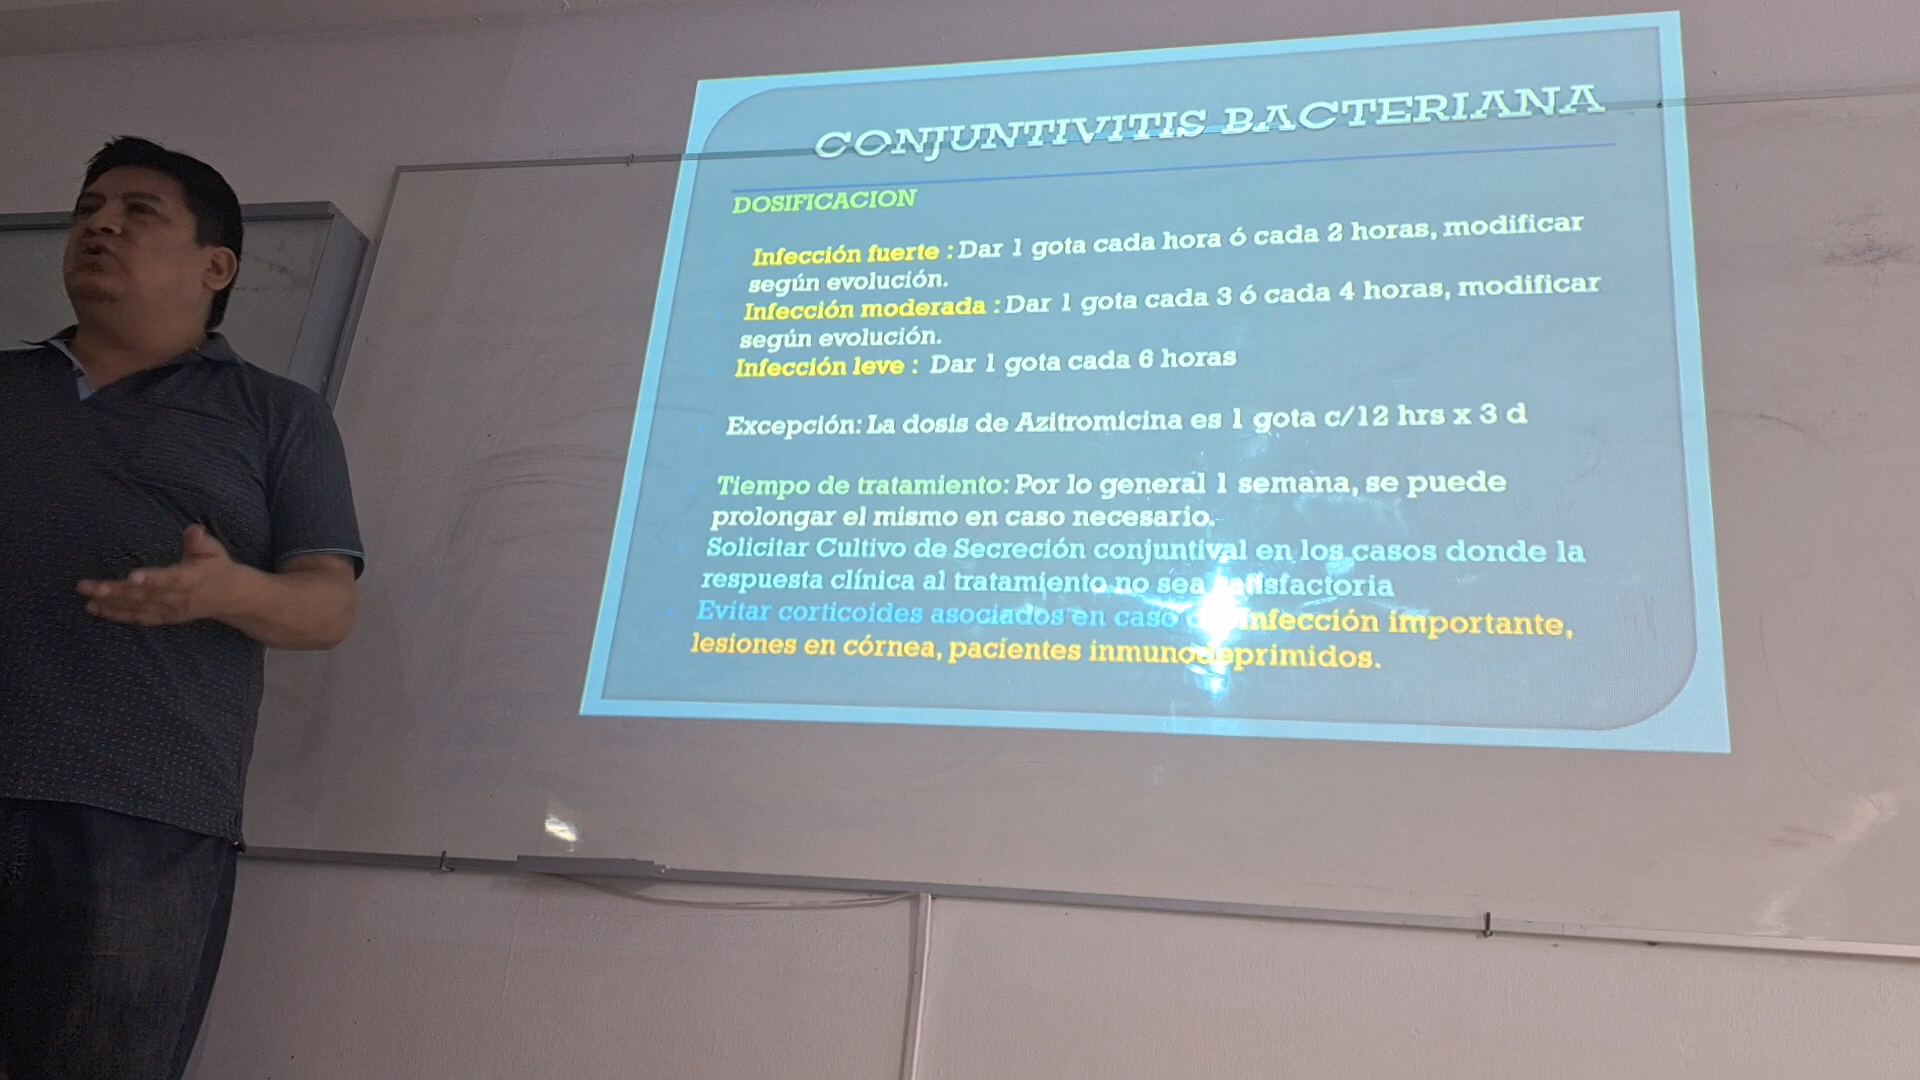 CONJUNTIVITIS BACTERIANA
DOSIFICACION
Infección fuerte : Dar 1 gota cada hora ó cada 2 horas, modificar
según evolución.
Infección moderada : Dar 1 gota cada 3 ó cada 4 horas, modificar
según evolución.
Infección leve : Dar 1 gota cada 6 horas
Excepción: La dosis de Azitromicina es 1 gota c/12 hrs x 3 d
Tiempo de tratamiento: Por lo general 1 semana, se puede
prolongar el mismo en caso necesario.
Solicitar Cultivo de Secreción conjuntival en los casos donde la
respuesta clínica al tratamiento no sea satisfactoria
Evitar corticoides asociados en caso infección importante,
lesiones en córnea, pacientes inmunodeprimidos.